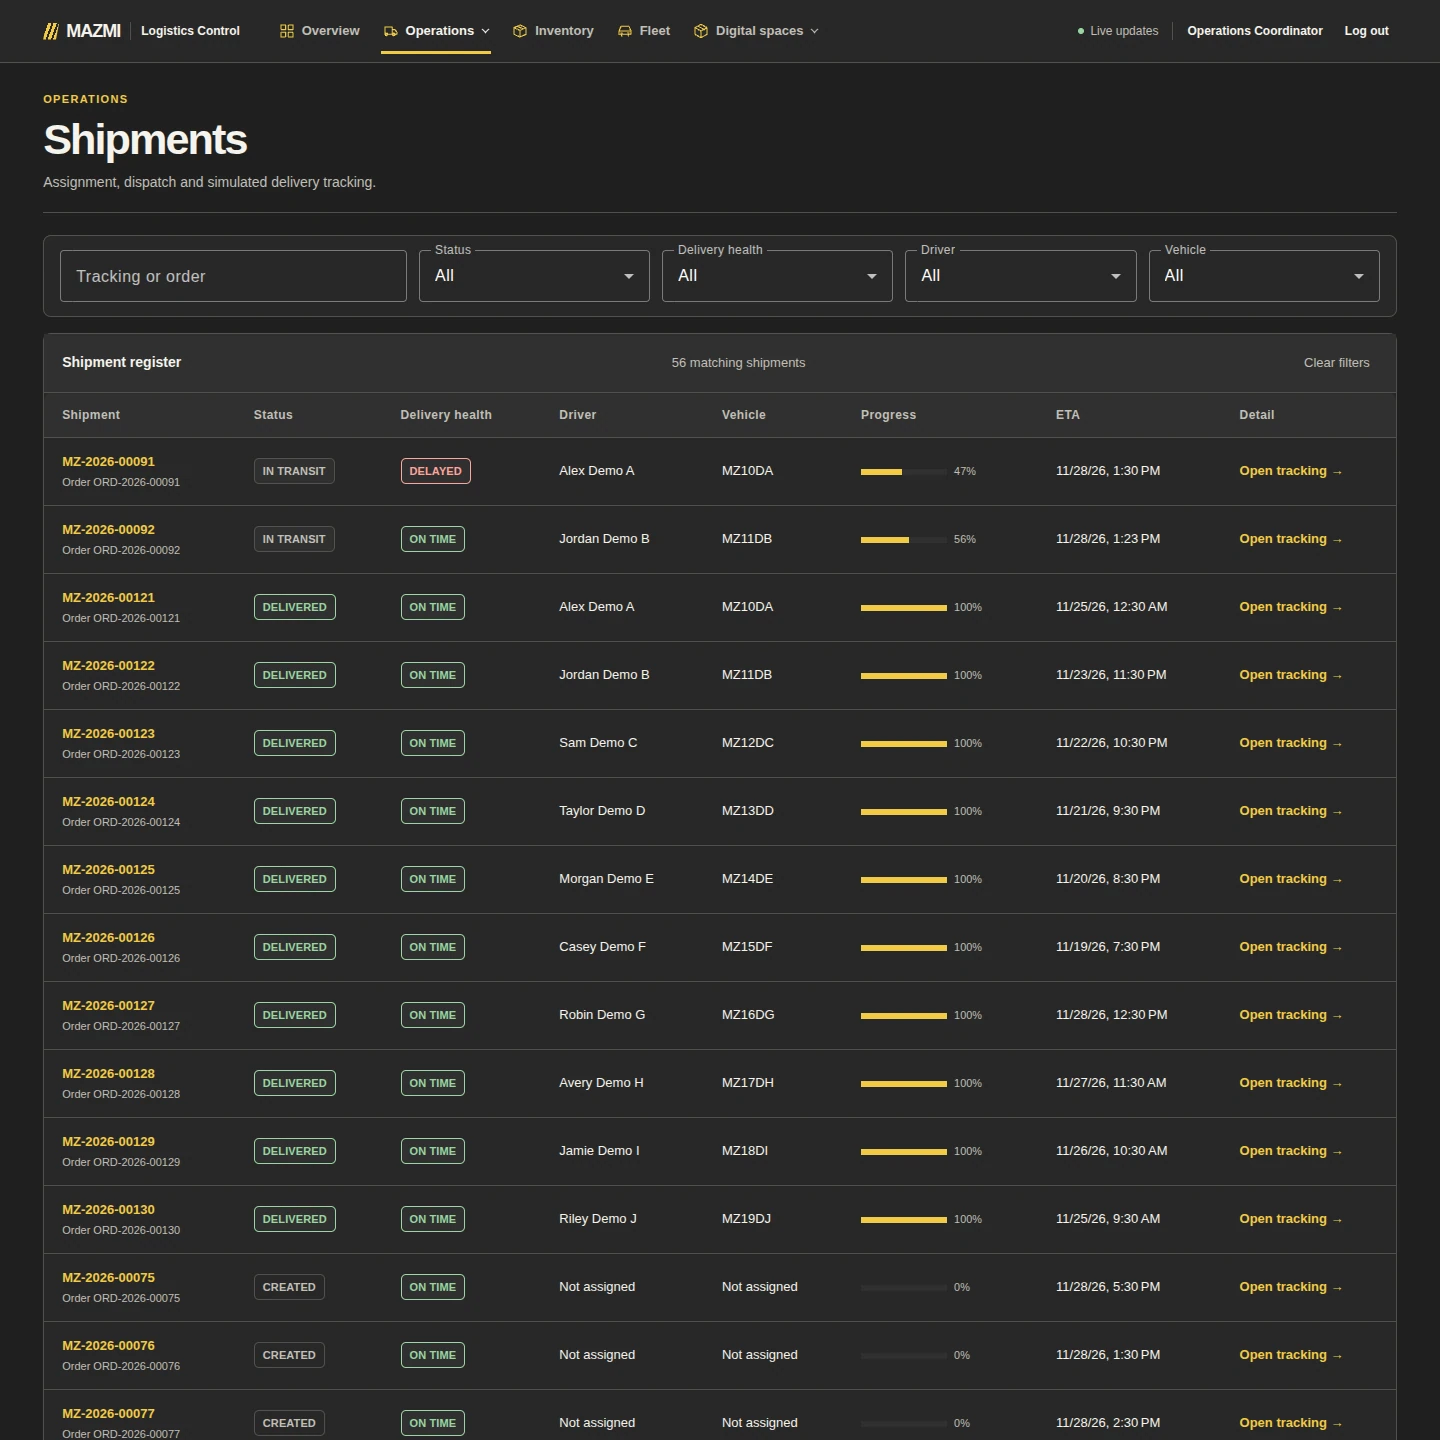 MAZMI Logistics Control Overview Operations Inventory Fleet Digital spaces Live updates Operations Coordinator Log out
OPERATIONS
Shipments
Assignment, dispatch and simulated delivery tracking.
Status Delivery health Driver Vehicle
Tracking or order All All All All
Shipment register 56 matching shipments Clear filters
Shipment Status Delivery health Driver Vehicle Progress ETA Detail
MZ-2026-00091
IN TRANSIT DELAYED Alex Demo A MZ10DA 47% 11/28/26, 1:30 PM Open tracking →
Order ORD-2026-00091
MZ-2026-00092
IN TRANSIT ON TIME Jordan Demo B MZ11DB 56% 11/28/26, 1:23 PM Open tracking →
Order ORD-2026-00092
MZ-2026-00121
DELIVERED ON TIME Alex Demo A MZ10DA 100% 11/25/26, 12:30 AM Open tracking →
Order ORD-2026-00121
MZ-2026-00122
DELIVERED ON TIME Jordan Demo B MZ11DB 100% 11/23/26, 11:30 PM Open tracking →
Order ORD-2026-00122
MZ-2026-00123
DELIVERED ON TIME Sam Demo C MZ12DC 100% 11/22/26, 10:30 PM Open tracking →
Order ORD-2026-00123
MZ-2026-00124
DELIVERED ON TIME Taylor Demo D MZ13DD 100% 11/21/26, 9:30 PM Open tracking →
Order ORD-2026-00124
MZ-2026-00125
DELIVERED ON TIME Morgan Demo E MZ14DE 100% 11/20/26, 8:30 PM Open tracking →
Order ORD-2026-00125
MZ-2026-00126
DELIVERED ON TIME Casey Demo F MZ15DF 100% 11/19/26, 7:30 PM Open tracking →
Order ORD-2026-00126
MZ-2026-00127
DELIVERED ON TIME Robin Demo G MZ16DG 100% 11/28/26, 12:30 PM Open tracking →
Order ORD-2026-00127
MZ-2026-00128
DELIVERED ON TIME Avery Demo H MZ17DH 100% 11/27/26, 11:30 AM Open tracking →
Order ORD-2026-00128
MZ-2026-00129
DELIVERED ON TIME Jamie Demo I MZ18DI 100% 11/26/26, 10:30 AM Open tracking →
Order ORD-2026-00129
MZ-2026-00130
DELIVERED ON TIME Riley Demo J MZ19DJ 100% 11/25/26, 9:30 AM Open tracking →
Order ORD-2026-00130
MZ-2026-00075
CREATED ON TIME Not assigned Not assigned 0% 11/28/26, 5:30 PM Open tracking →
Order ORD-2026-00075
MZ-2026-00076
CREATED ON TIME Not assigned Not assigned 0% 11/28/26, 1:30 PM Open tracking →
Order ORD-2026-00076
MZ-2026-00077
CREATED ON TIME Not assigned Not assigned 0% 11/28/26, 2:30 PM Open tracking →
Order ORD-2026-00077